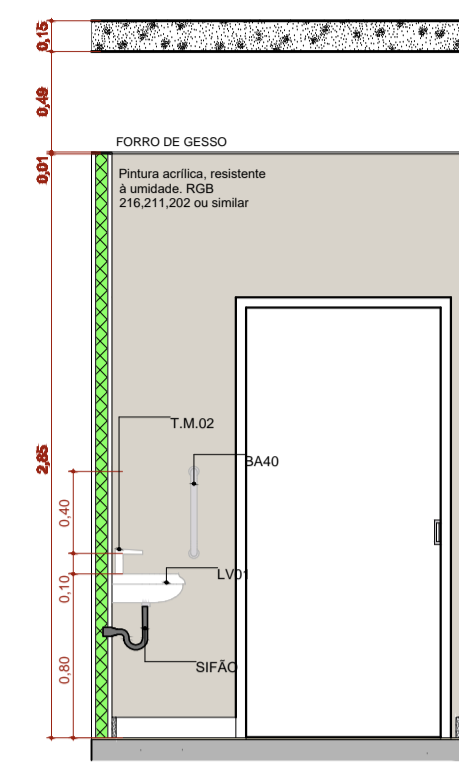 0,15
0,49
FORRO DE GESSO
0,01
Pintura acrílica, resistente
à umidade. RGB
216,211,202 ou similar
T.M.02
BA40
2,85
0,40
LV01
0,10
SIFÃO
0,80